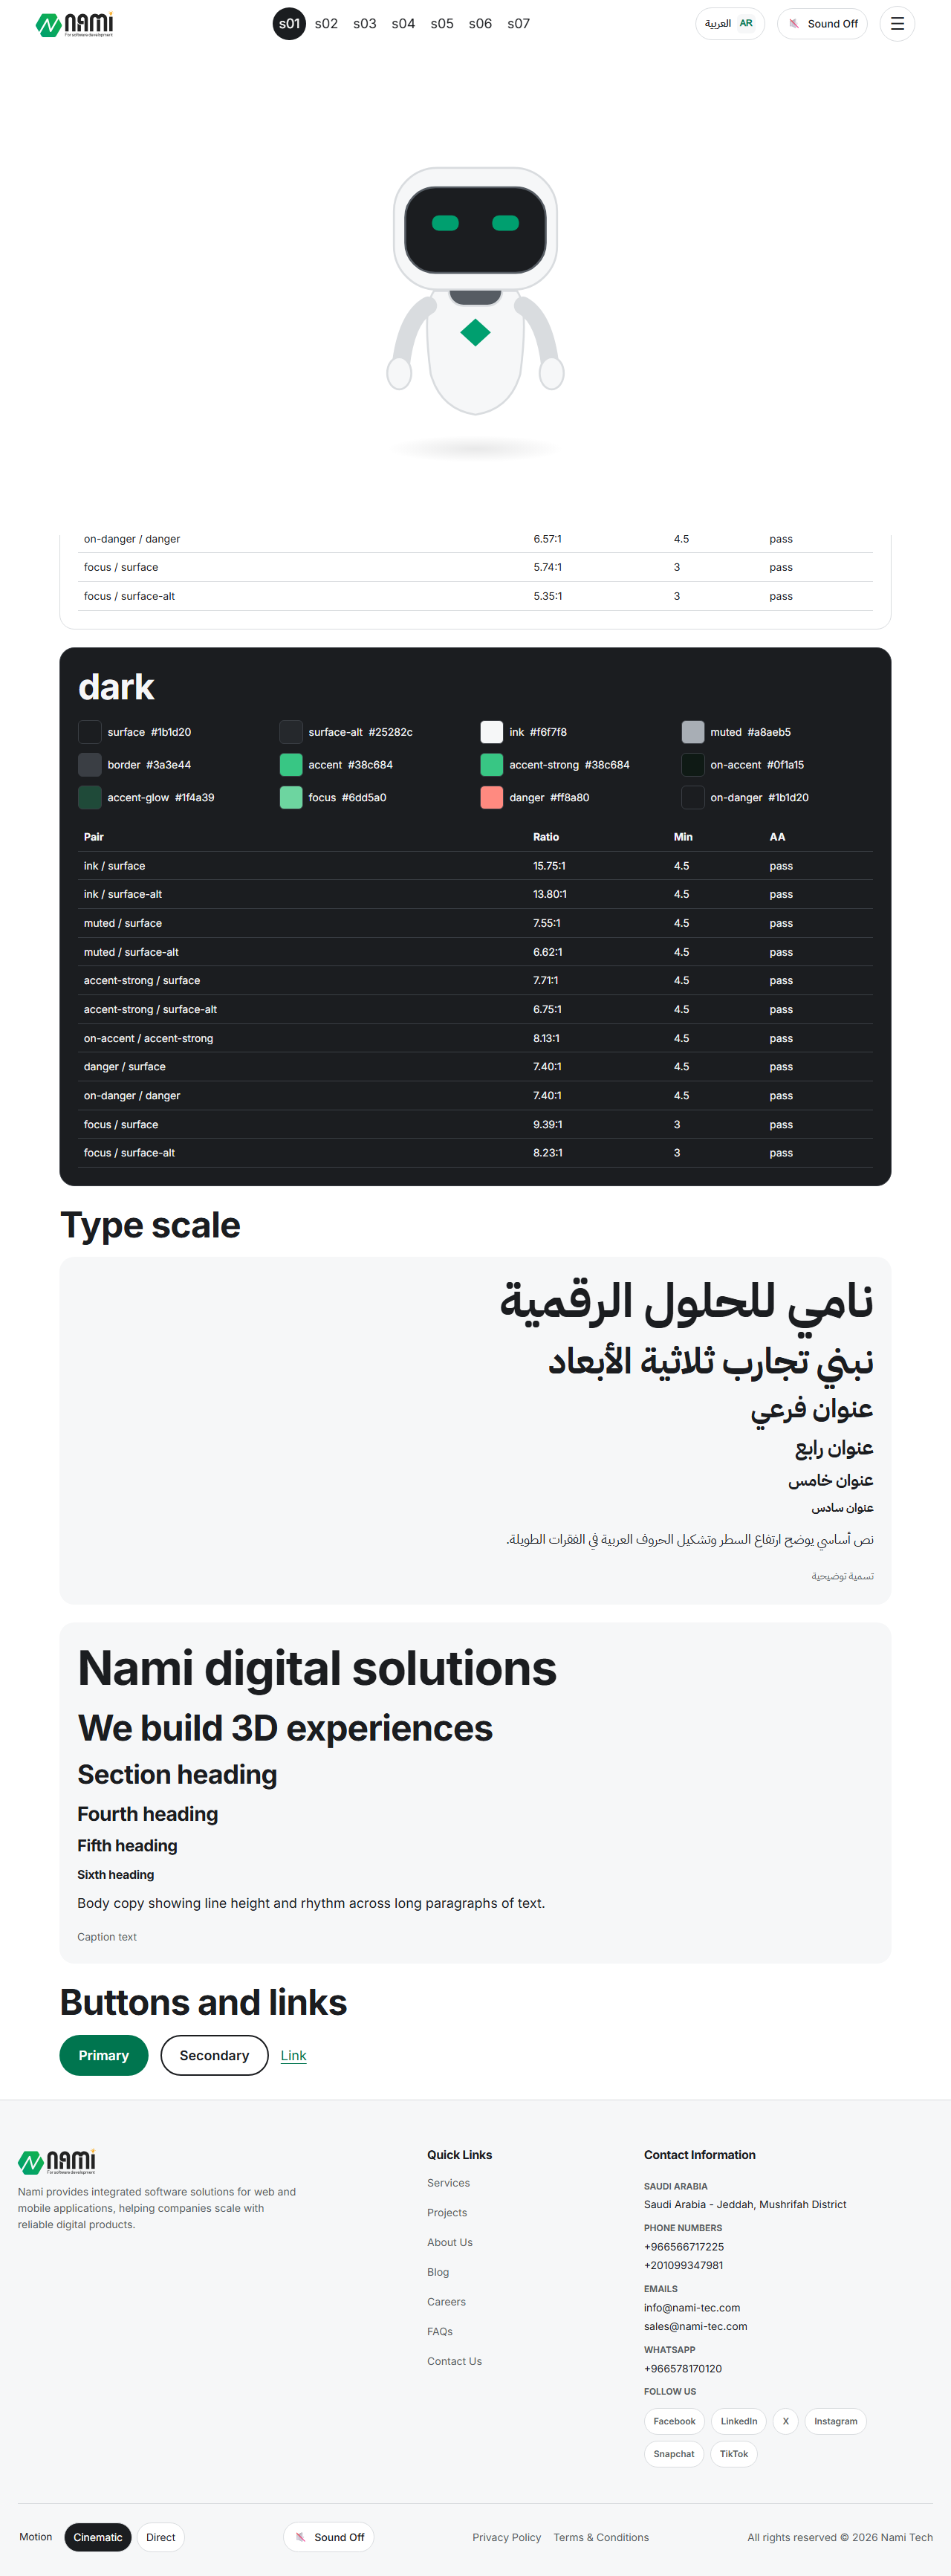 nami
For software development
s01 s02 s03 s04 s05 s06 s07
العربية AR
Sound Off
on-danger / danger 6.57:1 4.5 pass
focus / surface 5.74:1 3 pass
focus / surface-alt 5.35:1 3 pass
dark
surface #1b1d20 surface-alt #25282c ink #f6f7f8 muted #a8aeb5
border #3a3e44 accent #38c684 accent-strong #38c684 on-accent #0f1a15
accent-glow #1f4a39 focus #6dd5a0 danger #ff8a80 on-danger #1b1d20
Pair Ratio Min AA
ink / surface 15.75:1 4.5 pass
ink / surface-alt 13.80:1 4.5 pass
muted / surface 7.55:1 4.5 pass
muted / surface-alt 6.62:1 4.5 pass
accent-strong / surface 7.71:1 4.5 pass
accent-strong / surface-alt 6.75:1 4.5 pass
on-accent / accent-strong 8.13:1 4.5 pass
danger / surface 7.40:1 4.5 pass
on-danger / danger 7.40:1 4.5 pass
focus / surface 9.39:1 3 pass
focus / surface-alt 8.23:1 3 pass
Type scale
نامي للحلول الرقمية
نبني تجارب ثلاثية الأبعاد
عنوان فرعي
عنوان رابع
عنوان خامس
عنوان سادس
نص أساسي يوضح ارتفاع السطر وتشكيل الحروف العربية في الفقرات الطويلة.
تسمية توضيحية
Nami digital solutions
We build 3D experiences
Section heading
Fourth heading
Fifth heading
Sixth heading
Body copy showing line height and rhythm across long paragraphs of text.
Caption text
Buttons and links
Primary Secondary Link
nami
For software development
Nami provides integrated software solutions for web and
mobile applications, helping companies scale with
reliable digital products.
Quick Links
Services
Projects
About Us
Blog
Careers
FAQs
Contact Us
Contact Information
SAUDI ARABIA
Saudi Arabia - Jeddah, Mushrifah District
PHONE NUMBERS
+966566717225
+201099347981
EMAILS
info@nami-tec.com
sales@nami-tec.com
WHATSAPP
+966578170120
FOLLOW US
Facebook LinkedIn X Instagram
Snapchat TikTok
Motion Cinematic Direct
Sound Off
Privacy Policy Terms & Conditions
All rights reserved © 2026 Nami Tech